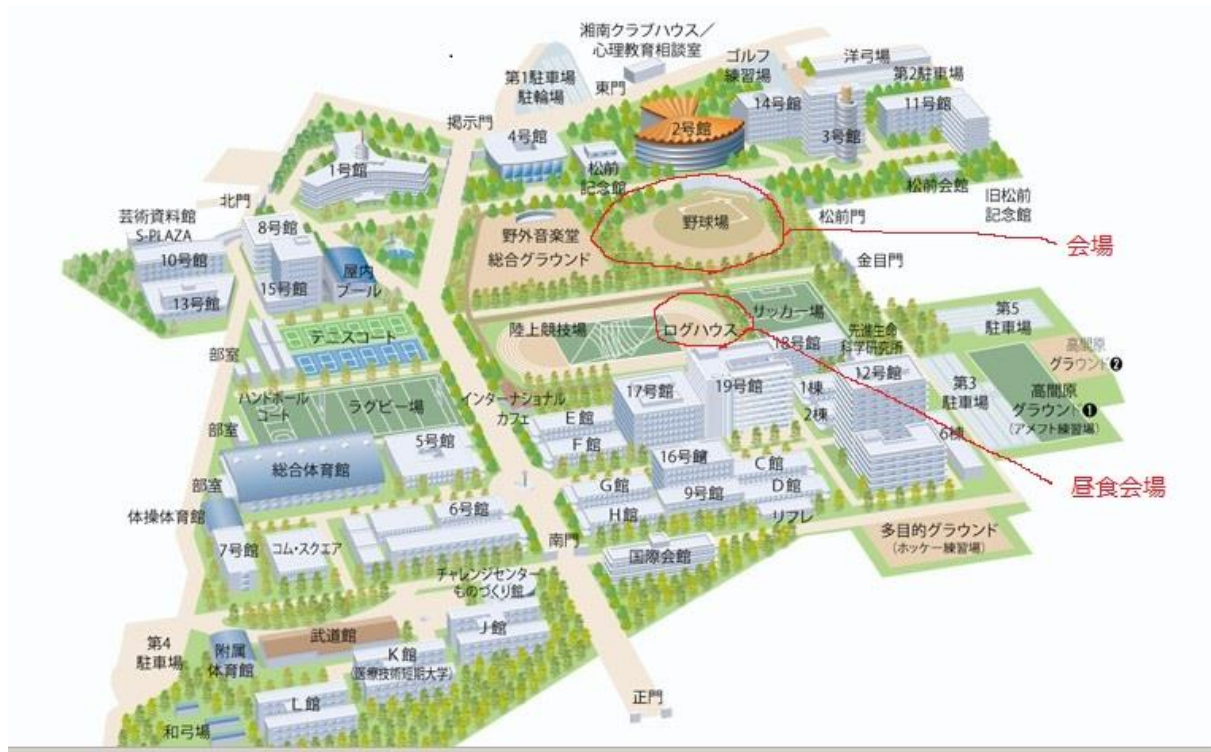 湘南クラブハウス／
心理教育相談室
ゴルフ
練習場
洋弓場
第1駐車場
駐輪場
東門
第2駐車場
掲示門
4号館
2号館
14号館
3号館
11号館
1号館
松前
記念館
松前会館
旧松前
記念館
北門
芸術資料館
S-PLAZA
8号館
10号館
13号館
15号館
屋内
プール
野外音楽堂
総合グラウンド
野球場
松前門
会場
金目門
テニスコート
部室
陸上競技場
ログハウス
サッカー場
18号館
先進生命
科学研究所
第5
駐車場
高間原
グラウンド❷
ハンドボール
コート
ラグビー場
インターナショナル
カフェ
17号館
19号館
1棟
2棟
12号館
第3
駐車場
高間原
グラウンド❶
(アメフト練習場)
部室
5号館
E館
F館
6棟
総合体育館
16号館
C館
部室
G館
9号館
D館
昼食会場
体操体育館
6号館
H館
リフレ
7号館
コム・スクエア
南門
国際会館
多目的グラウンド
(ホッケー練習場)
チャレンジセンター
ものづくり館
第4
駐車場
附属
体育館
武道館
J館
K館
(医療技術短期大学)
L館
和弓場
正門